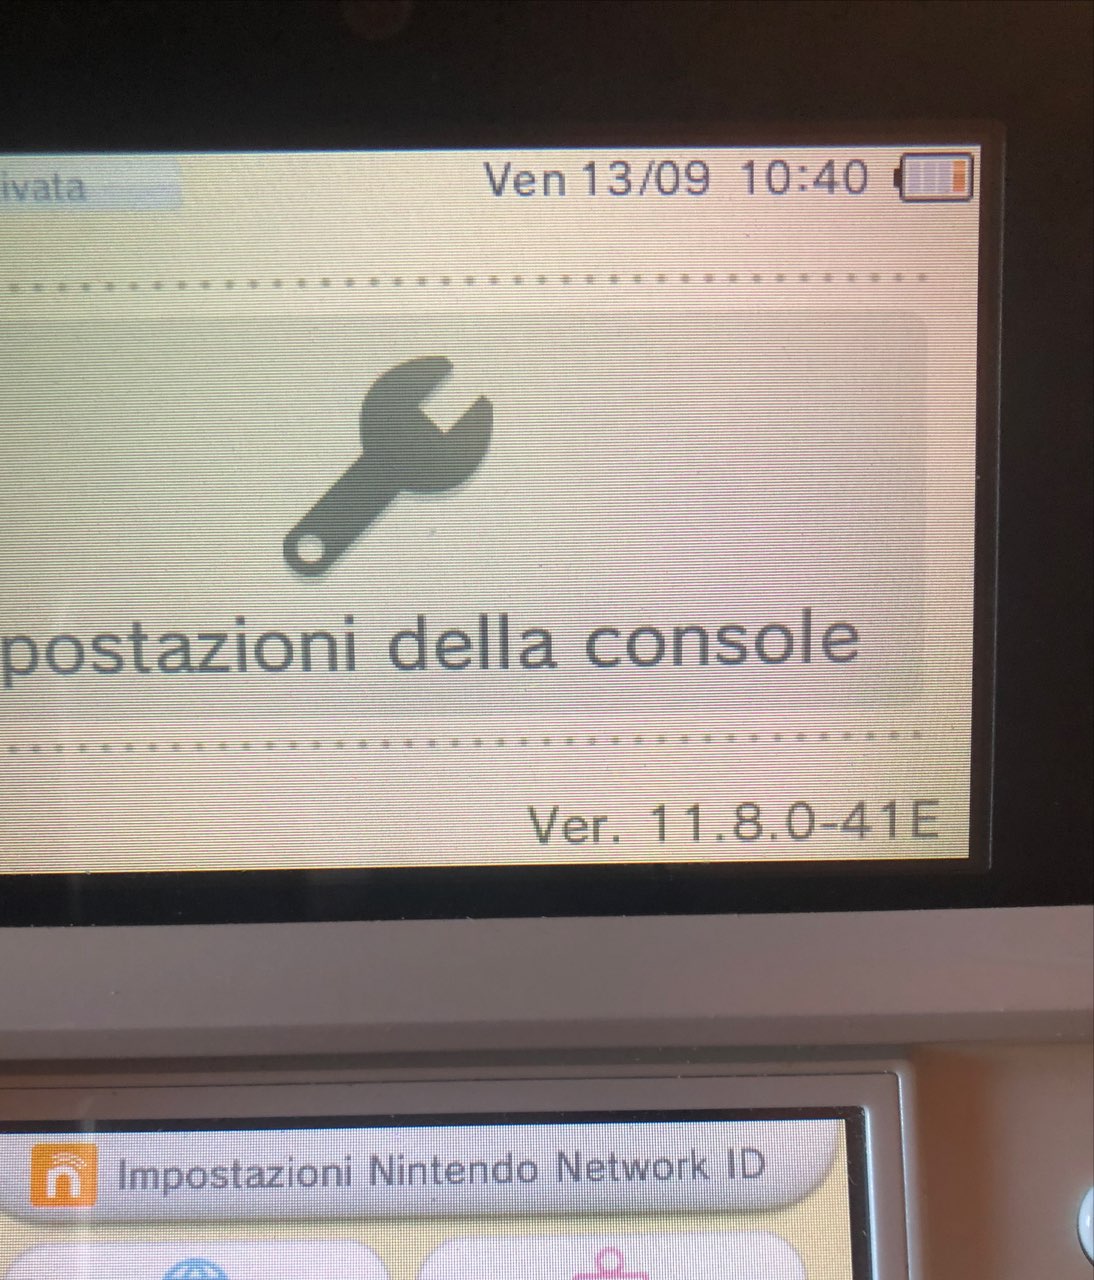 ivata
Ven 13/09 10:40
postazioni della console
Ver. 11.8.0-41E
Impostazioni Nintendo Network ID